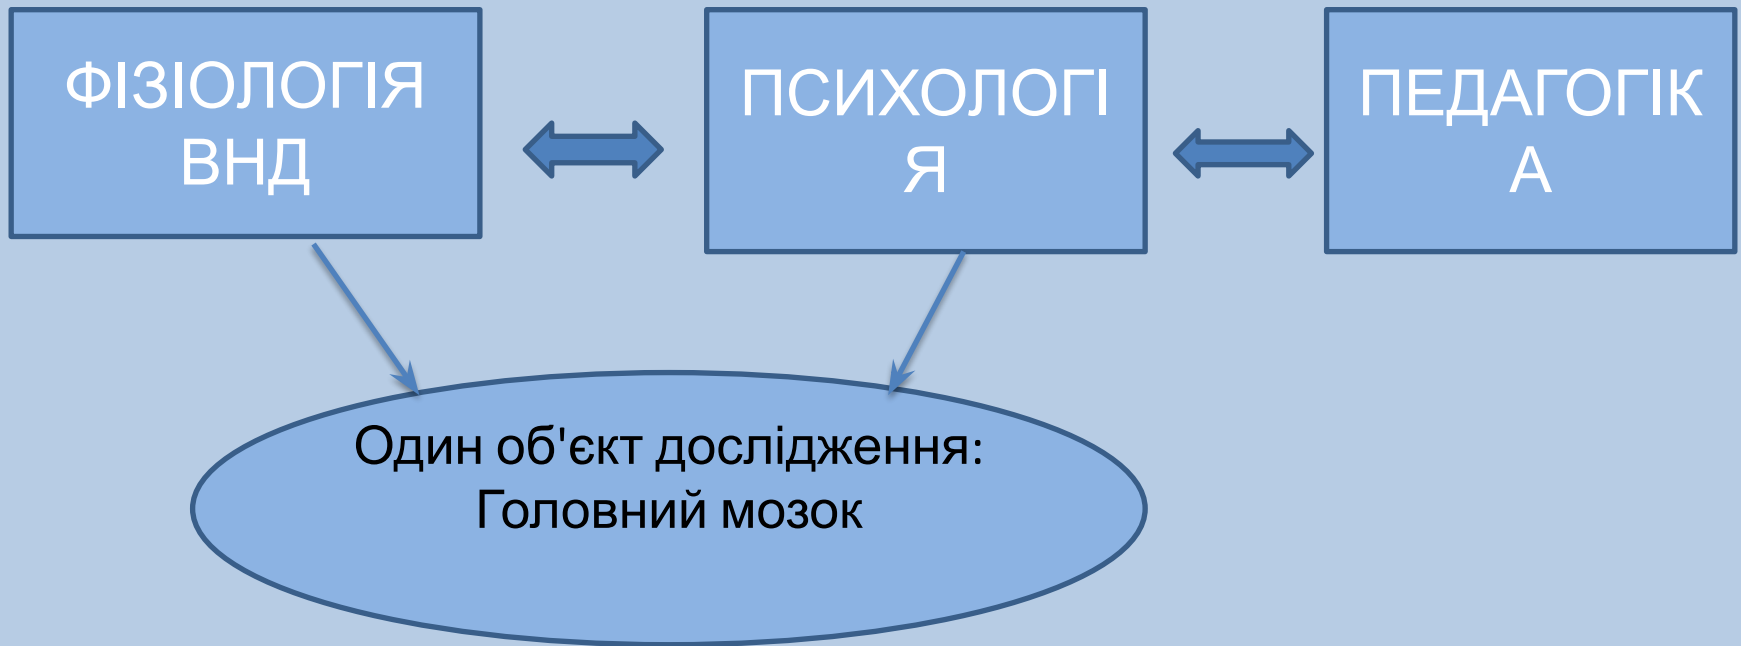 ФІЗІОЛОГІЯ
ВНД
ПСИХОЛОГІ
Я
ПЕДАГОГІК
А
Один об'єкт дослідження:
Головний мозок